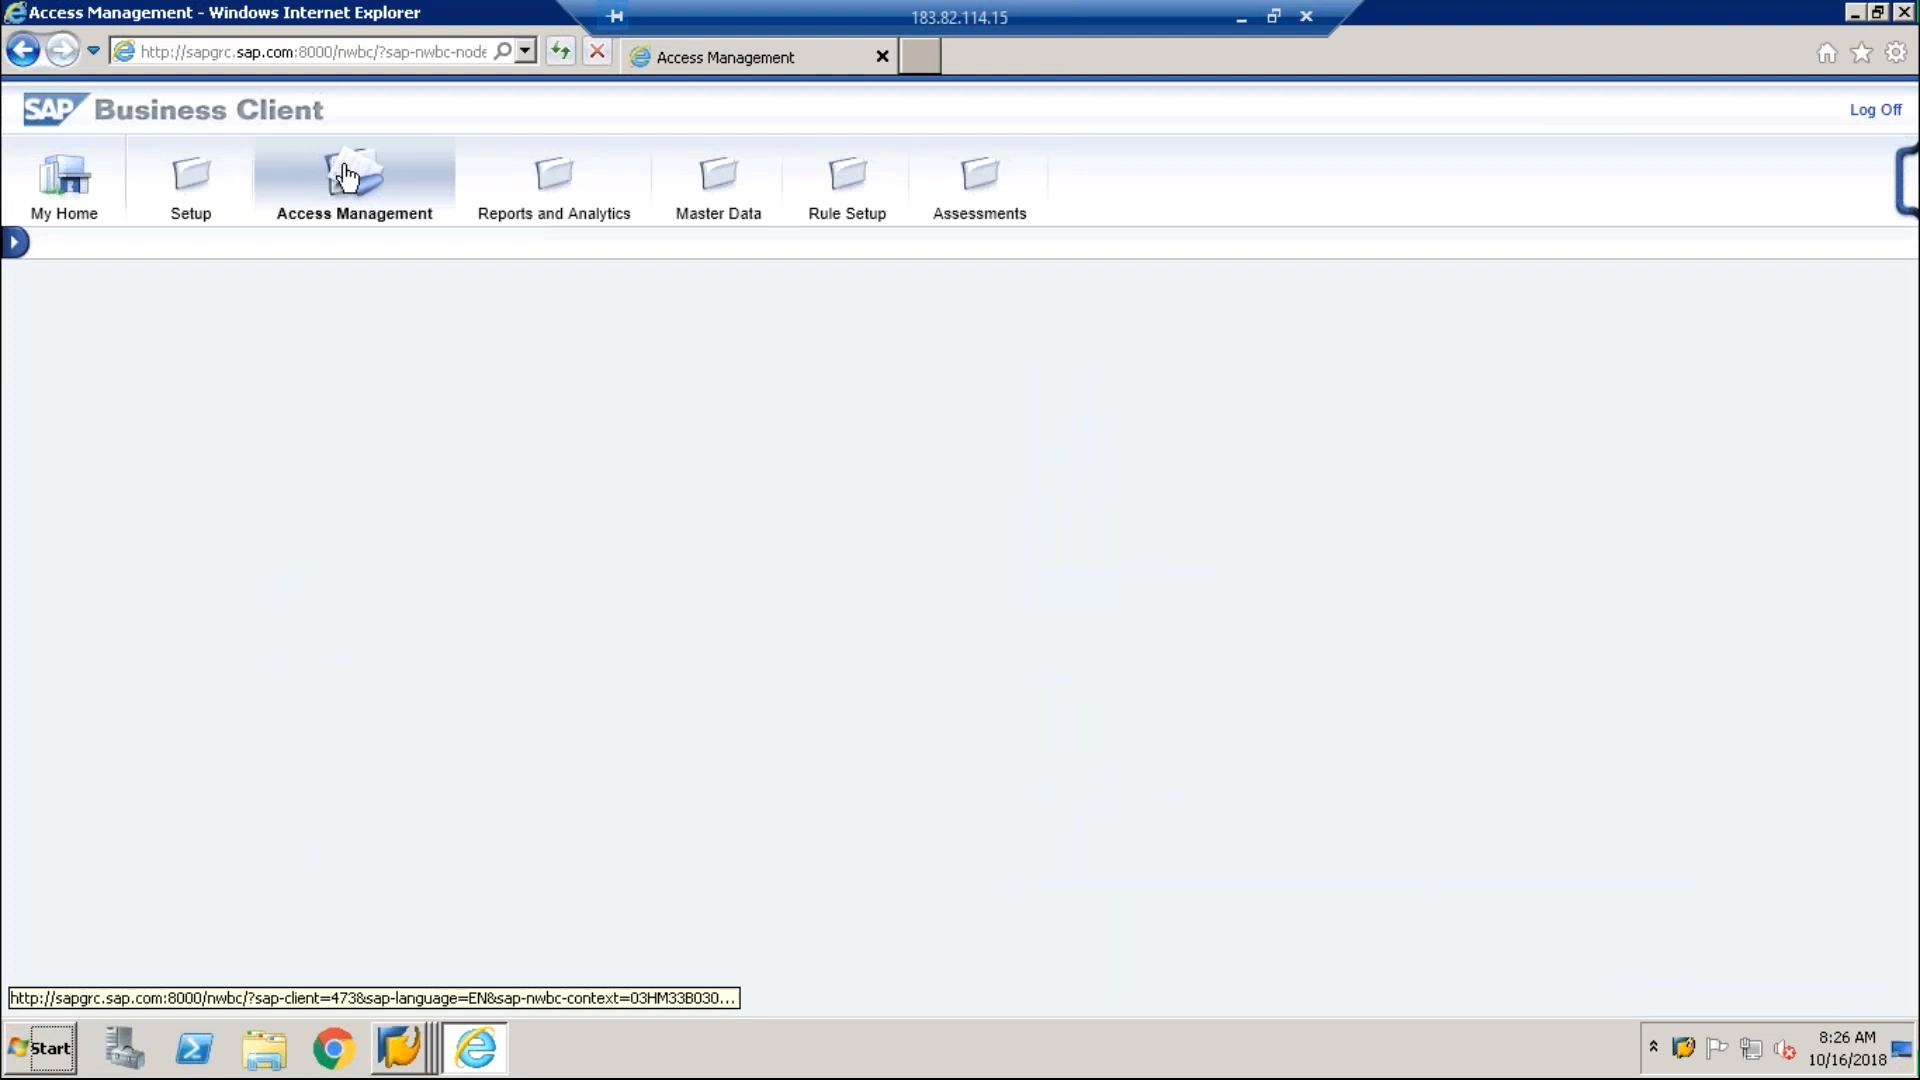 Access Management - Windows Internet Explorer
183.82.114.15
http://sapgrc.sap.com:8000/nwbc/?sap-nwbc-node
Access Management
SAP Business Client
Log Off
My Home
Setup
Access Management
Reports and Analytics
Master Data
Rule Setup
Assessments
http://sapgrc.sap.com:8000/nwbc/?sap-client=473&sap-language=EN&sap-nwbc-context=03HM33B030...
Start
8:26 AM
10/16/2018